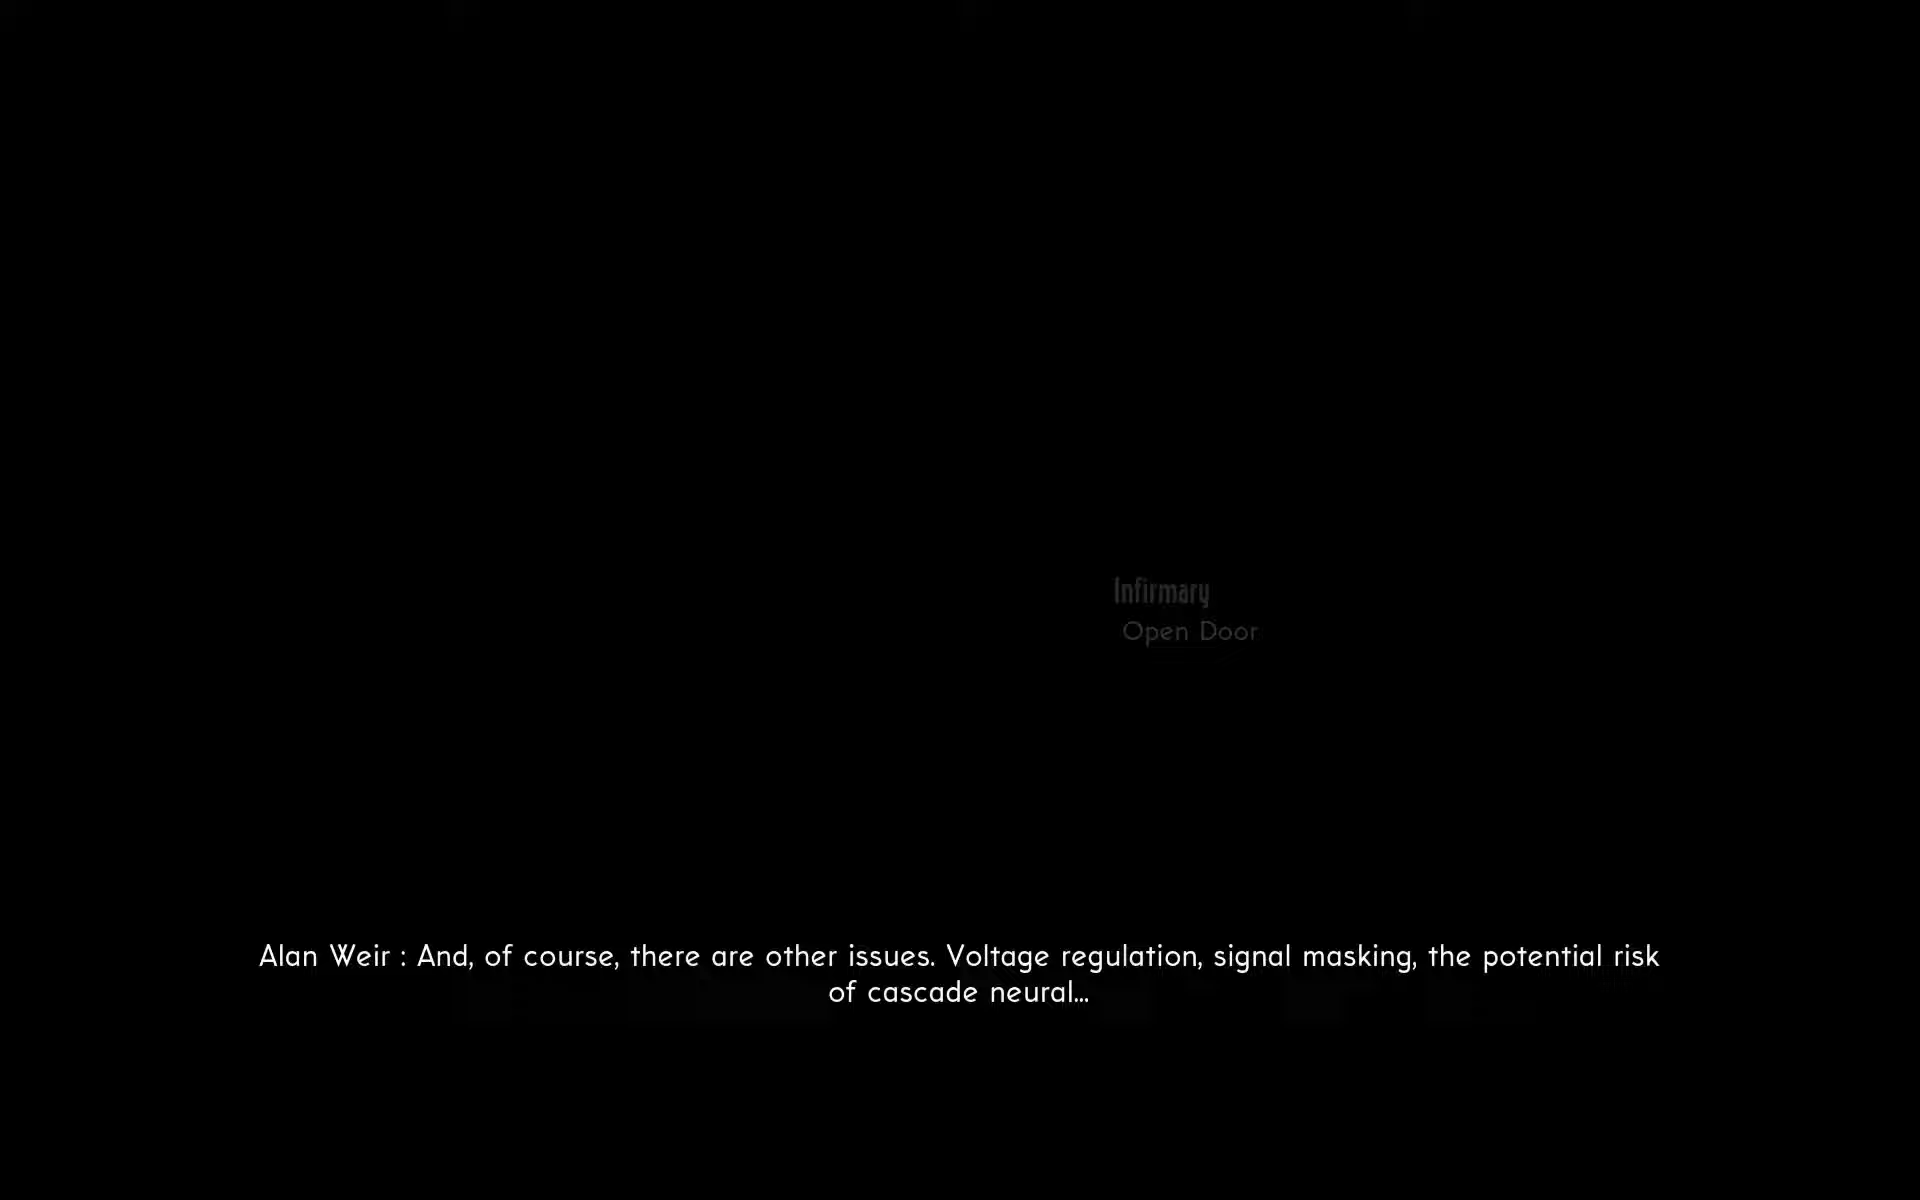 Infirmary
Open Door
Alan Weir : And, of course, there are other issues. Voltage regulation, signal masking, the potential risk
of cascade neural...